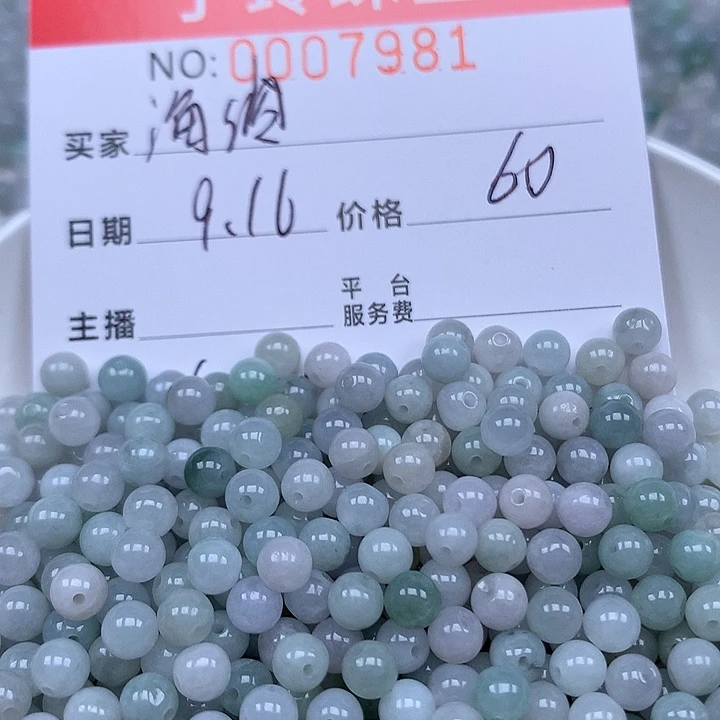 NO: 0007981
买家 海
日期 9.16 价格 60
平台
主播 服务费